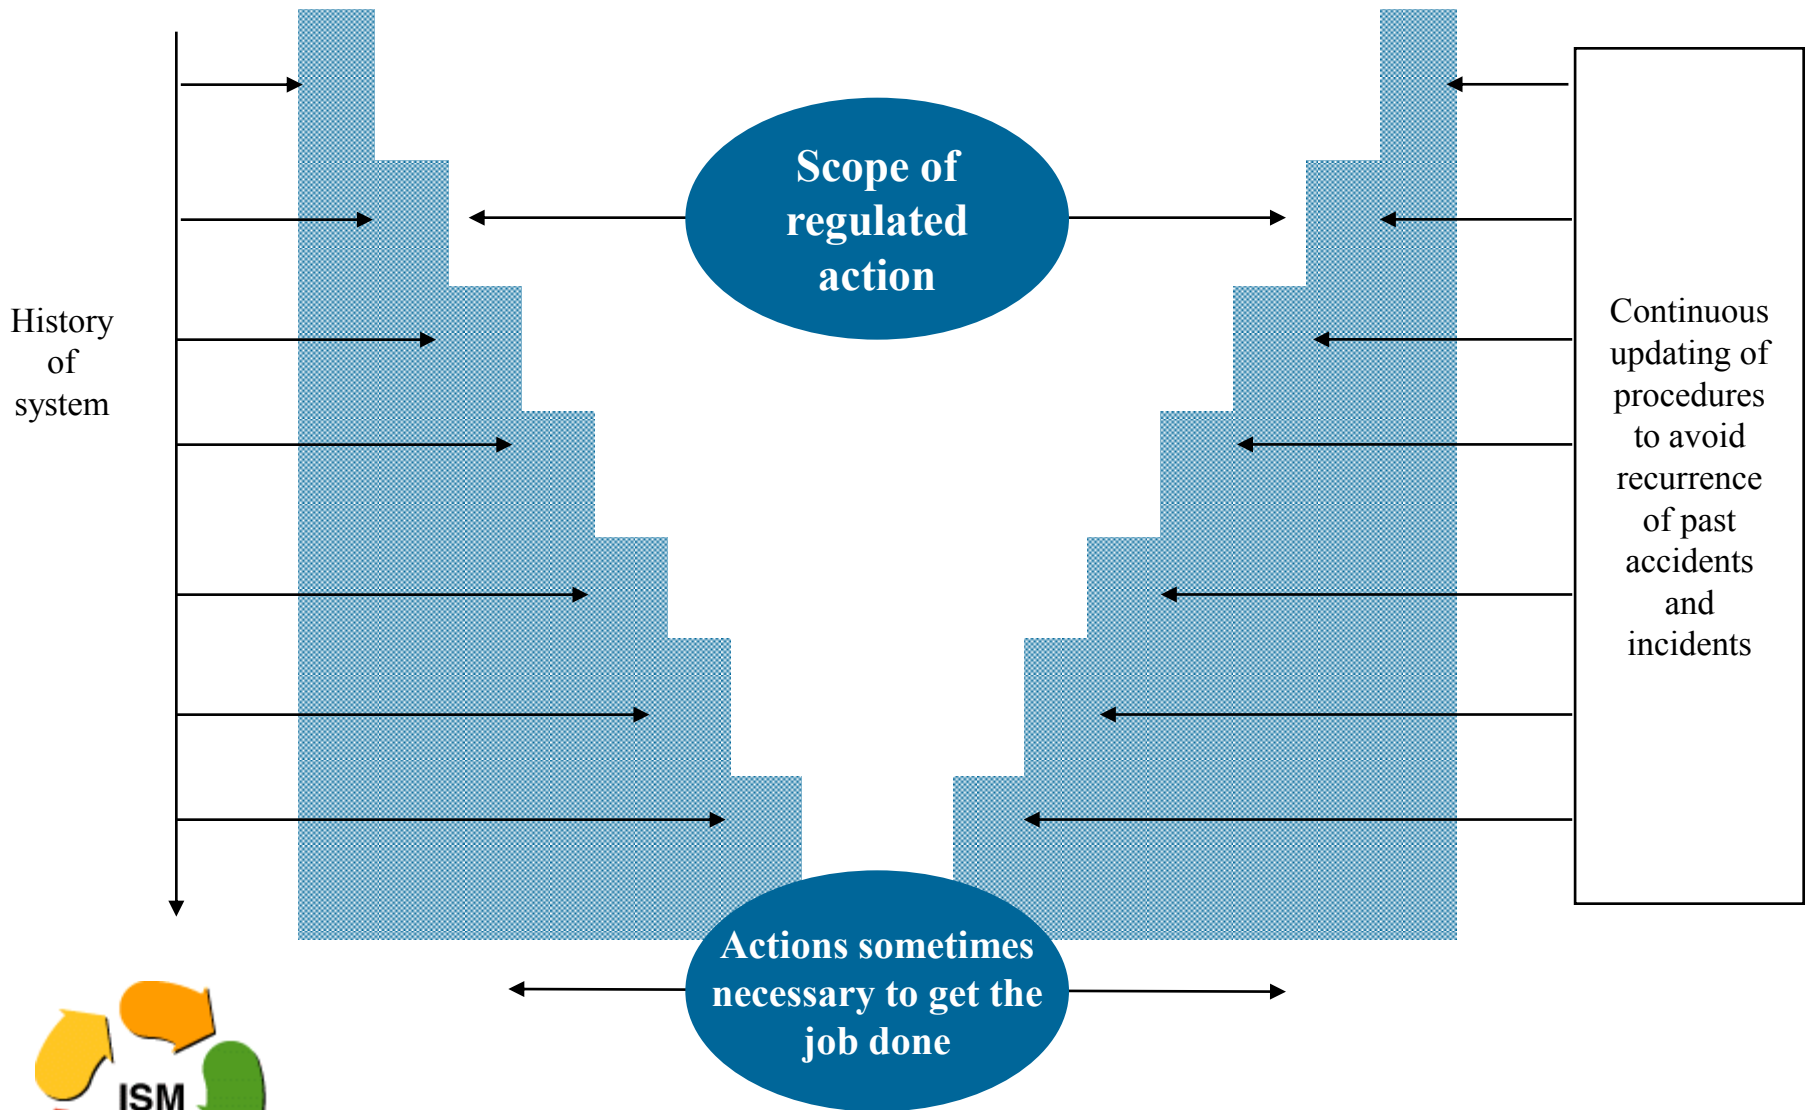 Scope of
regulated
action
History
of
system
Continuous
updating of
procedures
to avoid
recurrence
of past
accidents
and
incidents
Actions sometimes
necessary to get the
job done
ISM